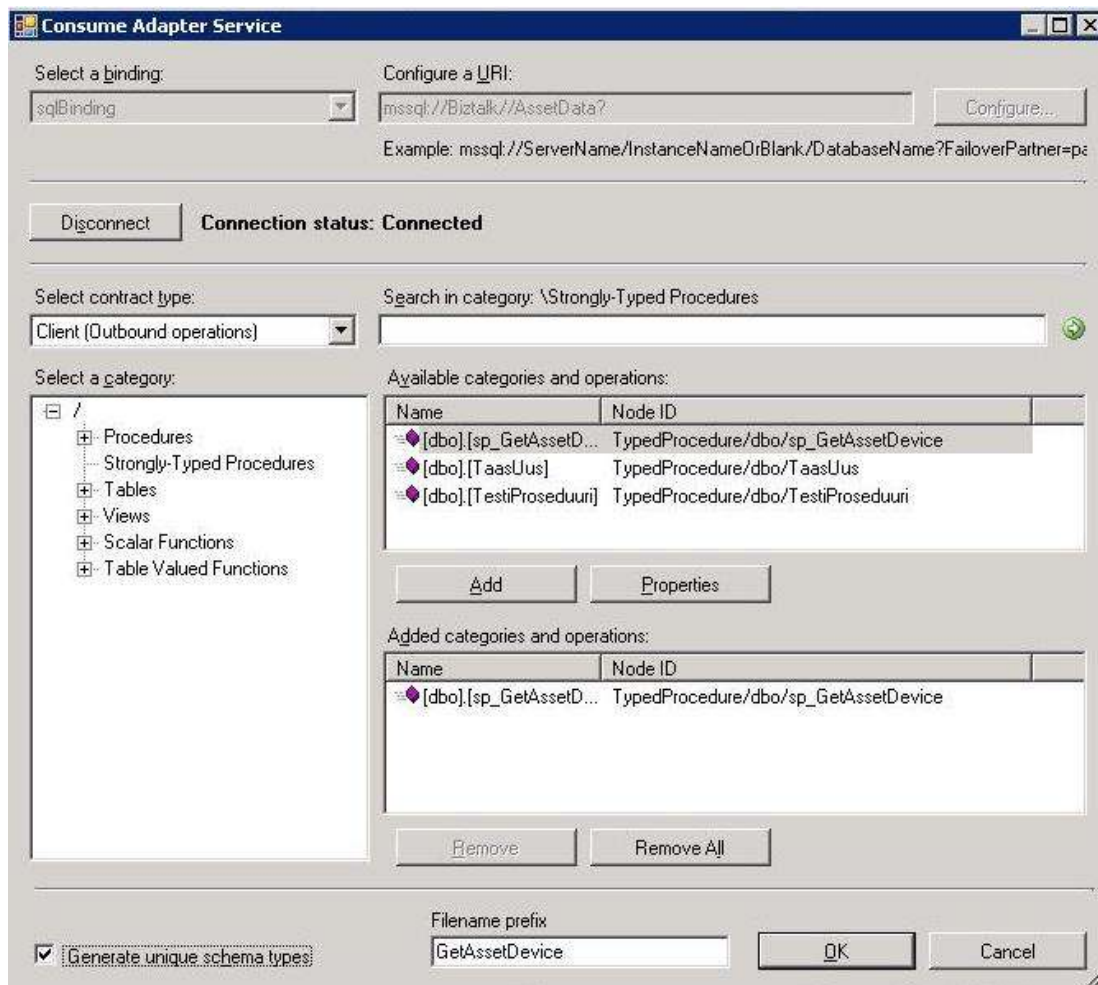 Consume Adapter Service
Select a binding:
Configure a URI:
sqlBinding
mssql://Biztalk//AssetData?
Configure...
Example: mssql://ServerName/InstanceNameOrBlank/DatabaseName?FailoverPartner=pa
Disconnect
Connection status: Connected
Select contract type:
Search in category: \Strongly-Typed Procedures
Client (Outbound operations)
Select a category:
Available categories and operations:
/
Procedures
Strongly-Typed Procedures
Tables
Views
Scalar Functions
Table Valued Functions
Name Node ID
[dbo].[sp_GetAssetD... TypedProcedure/dbo/sp_GetAssetDevice
[dbo].[TaasUus] TypedProcedure/dbo/TaasUus
[dbo].[TestiProseduuri] TypedProcedure/dbo/TestiProseduuri
Add
Properties
Added categories and operations:
Name Node ID
[dbo].[sp_GetAssetD... TypedProcedure/dbo/sp_GetAssetDevice
Remove
Remove All
Filename prefix
Generate unique schema types
GetAssetDevice
OK
Cancel